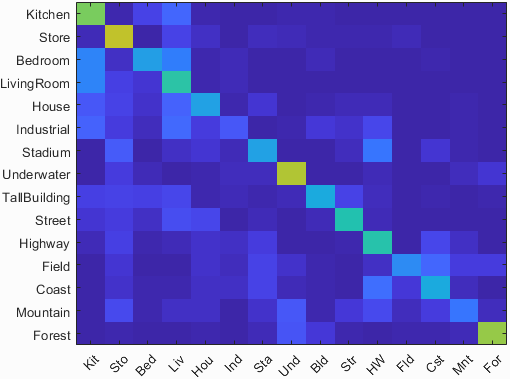 Kitchen
Store
Bedroom
LivingRoom
House
Industrial
Stadium
Underwater
TallBuilding
Street
Highway
Field
Coast
Mountain
Forest
Kit Sto Bed Liv Hou Ind Sta Und Bld Str HW Fld Cst Mnt For